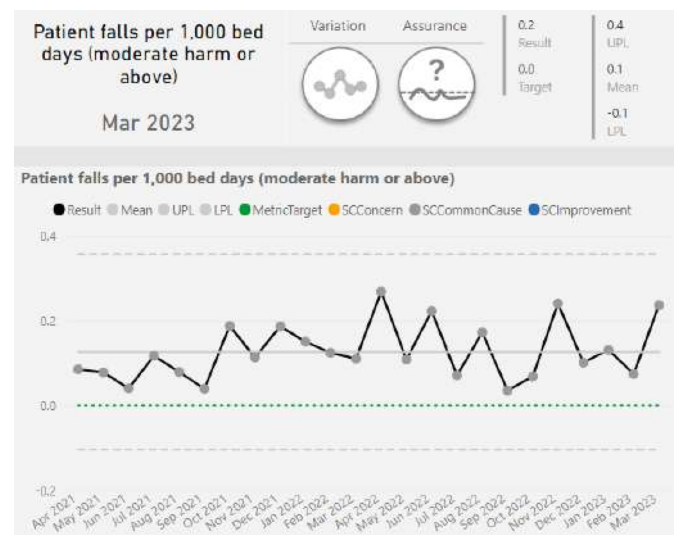 Patient falls per 1,000 bed
days (moderate harm or
above)
Mar 2023
Variation
Assurance
?
0.2
Result
0.0
Target
0.4
UPL
0.1
Mean
-0.1
LPL
Patient falls per 1,000 bed days (moderate harm or above)
Result Mean UPL LPL MetricTarget SCConcern SCCommonCause SCImprovement
0.4
0.2
0.0
-0.2
Apr 2021
May 2021
Jun 2021
Jul 2021
Aug 2021
Sep 2021
Oct 2021
Nov 2021
Dec 2021
Jan 2022
Feb 2022
Mar 2022
Apr 2022
May 2022
Jun 2022
Jul 2022
Aug 2022
Sep 2022
Oct 2022
Nov 2022
Dec 2022
Jan 2023
Feb 2023
Mar 2023